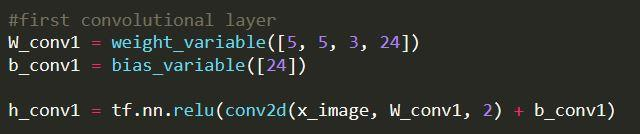 #first convolutional layer
W_conv1 = weight_variable([5, 5, 3, 24])
b_conv1 = bias_variable([24])
h_conv1 = tf.nn.relu(conv2d(x_image, W_conv1, 2) + b_conv1)